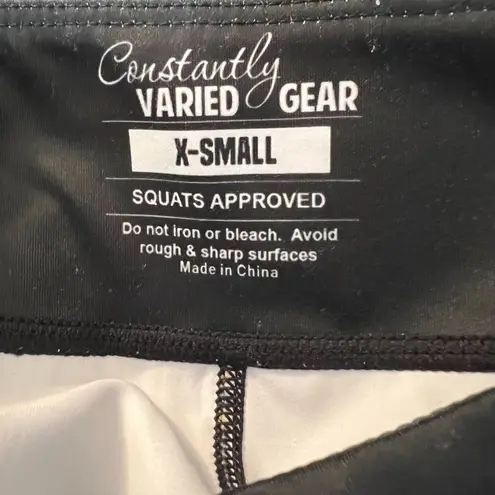 Constantly
VARIED GEAR
X-SMALL
SQUATS APPROVED
Do not iron or bleach. Avoid
rough & sharp surfaces
Made in China